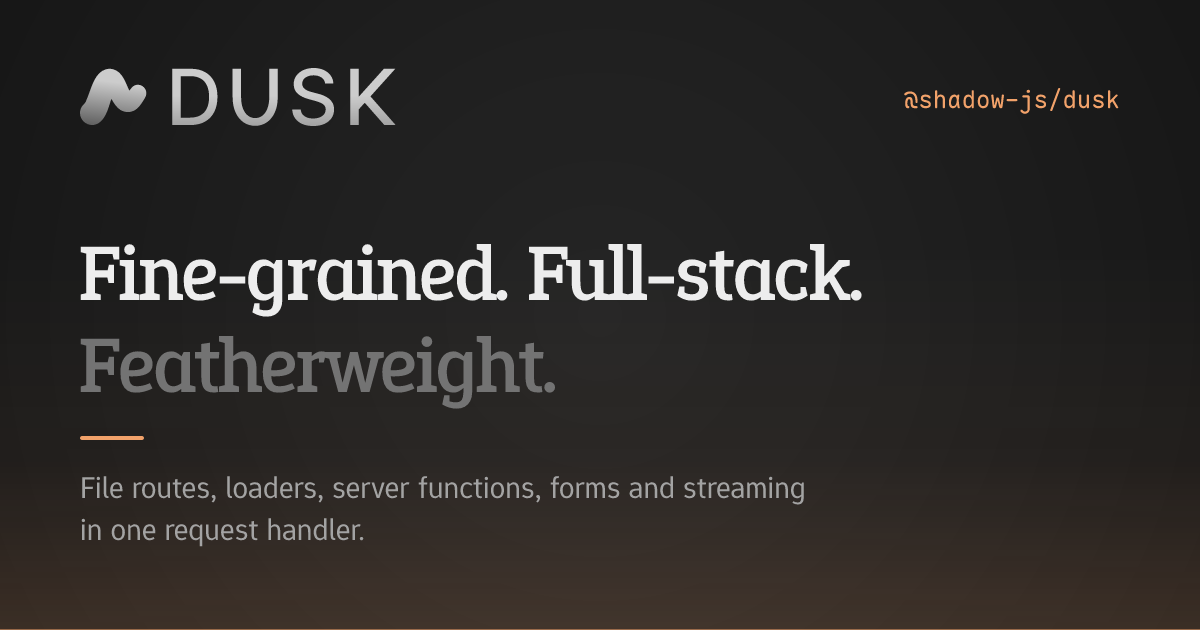 DUSK
@shadow-js/dusk
Fine-grained. Full-stack.
Featherweight.
File routes, loaders, server functions, forms and streaming
in one request handler.